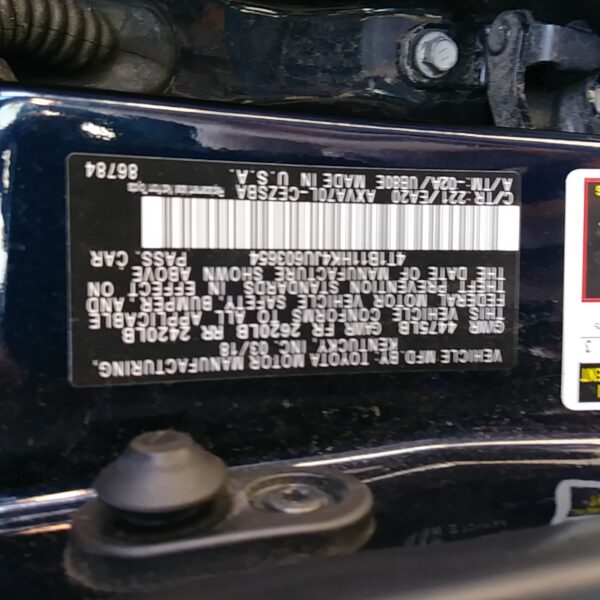 VEHICLE MFD.BY: TOYOTA MOTOR MANUFACTURING,
KENTUCKY, INC. 03/18
GVWR 4475LB GAWR FR 2620LB RR 2420LB
THIS VEHICLE CONFORMS TO ALL APPLICABLE
FEDERAL MOTOR VEHICLE SAFETY, BUMPER, AND
THEFT PREVENTION STANDARDS IN EFFECT ON
THE DATE OF MANUFACTURE SHOWN ABOVE.
4T1B11HK4JU603654 PASS. CAR
C/TR: 221/EA20 AXVA70L-CEZSBA
A/TM: -02A/UB80E MADE IN U.S.A.
86784